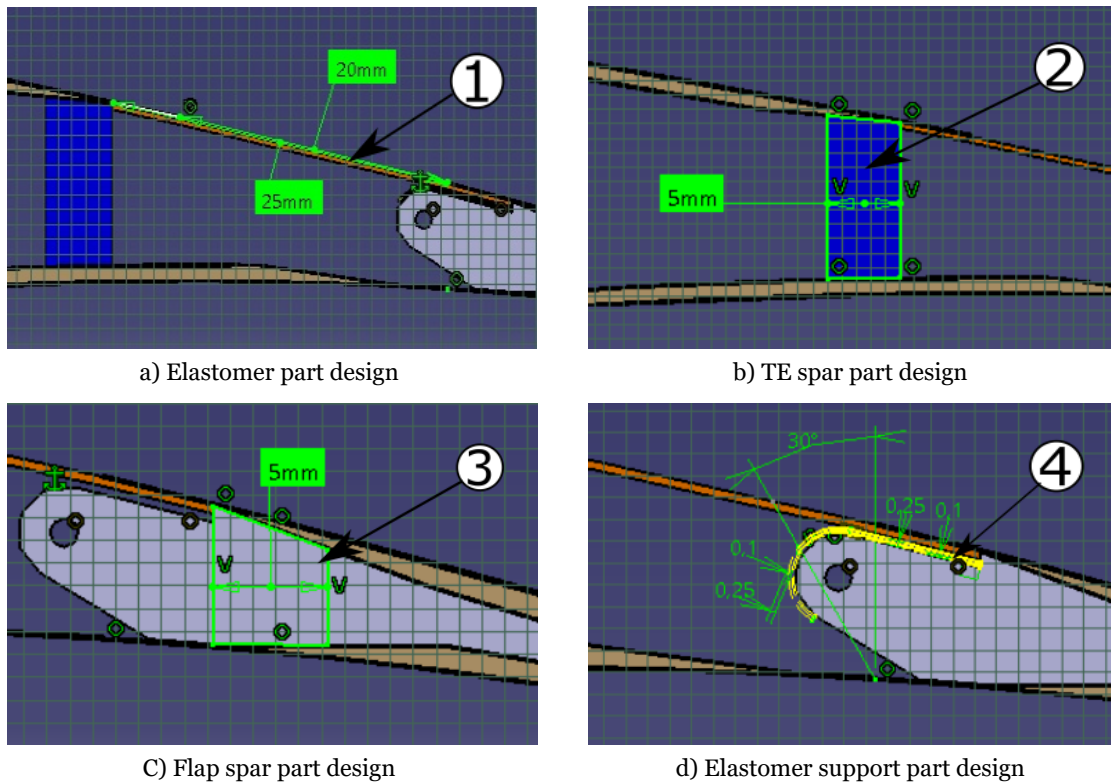 20mm
1
25mm
a) Elastomer part design
2
V V
5mm
b) TE spar part design
3
5mm
V V
C) Flap spar part design
30°
4
0,25 0,1
0,1
0,25
d) Elastomer support part design